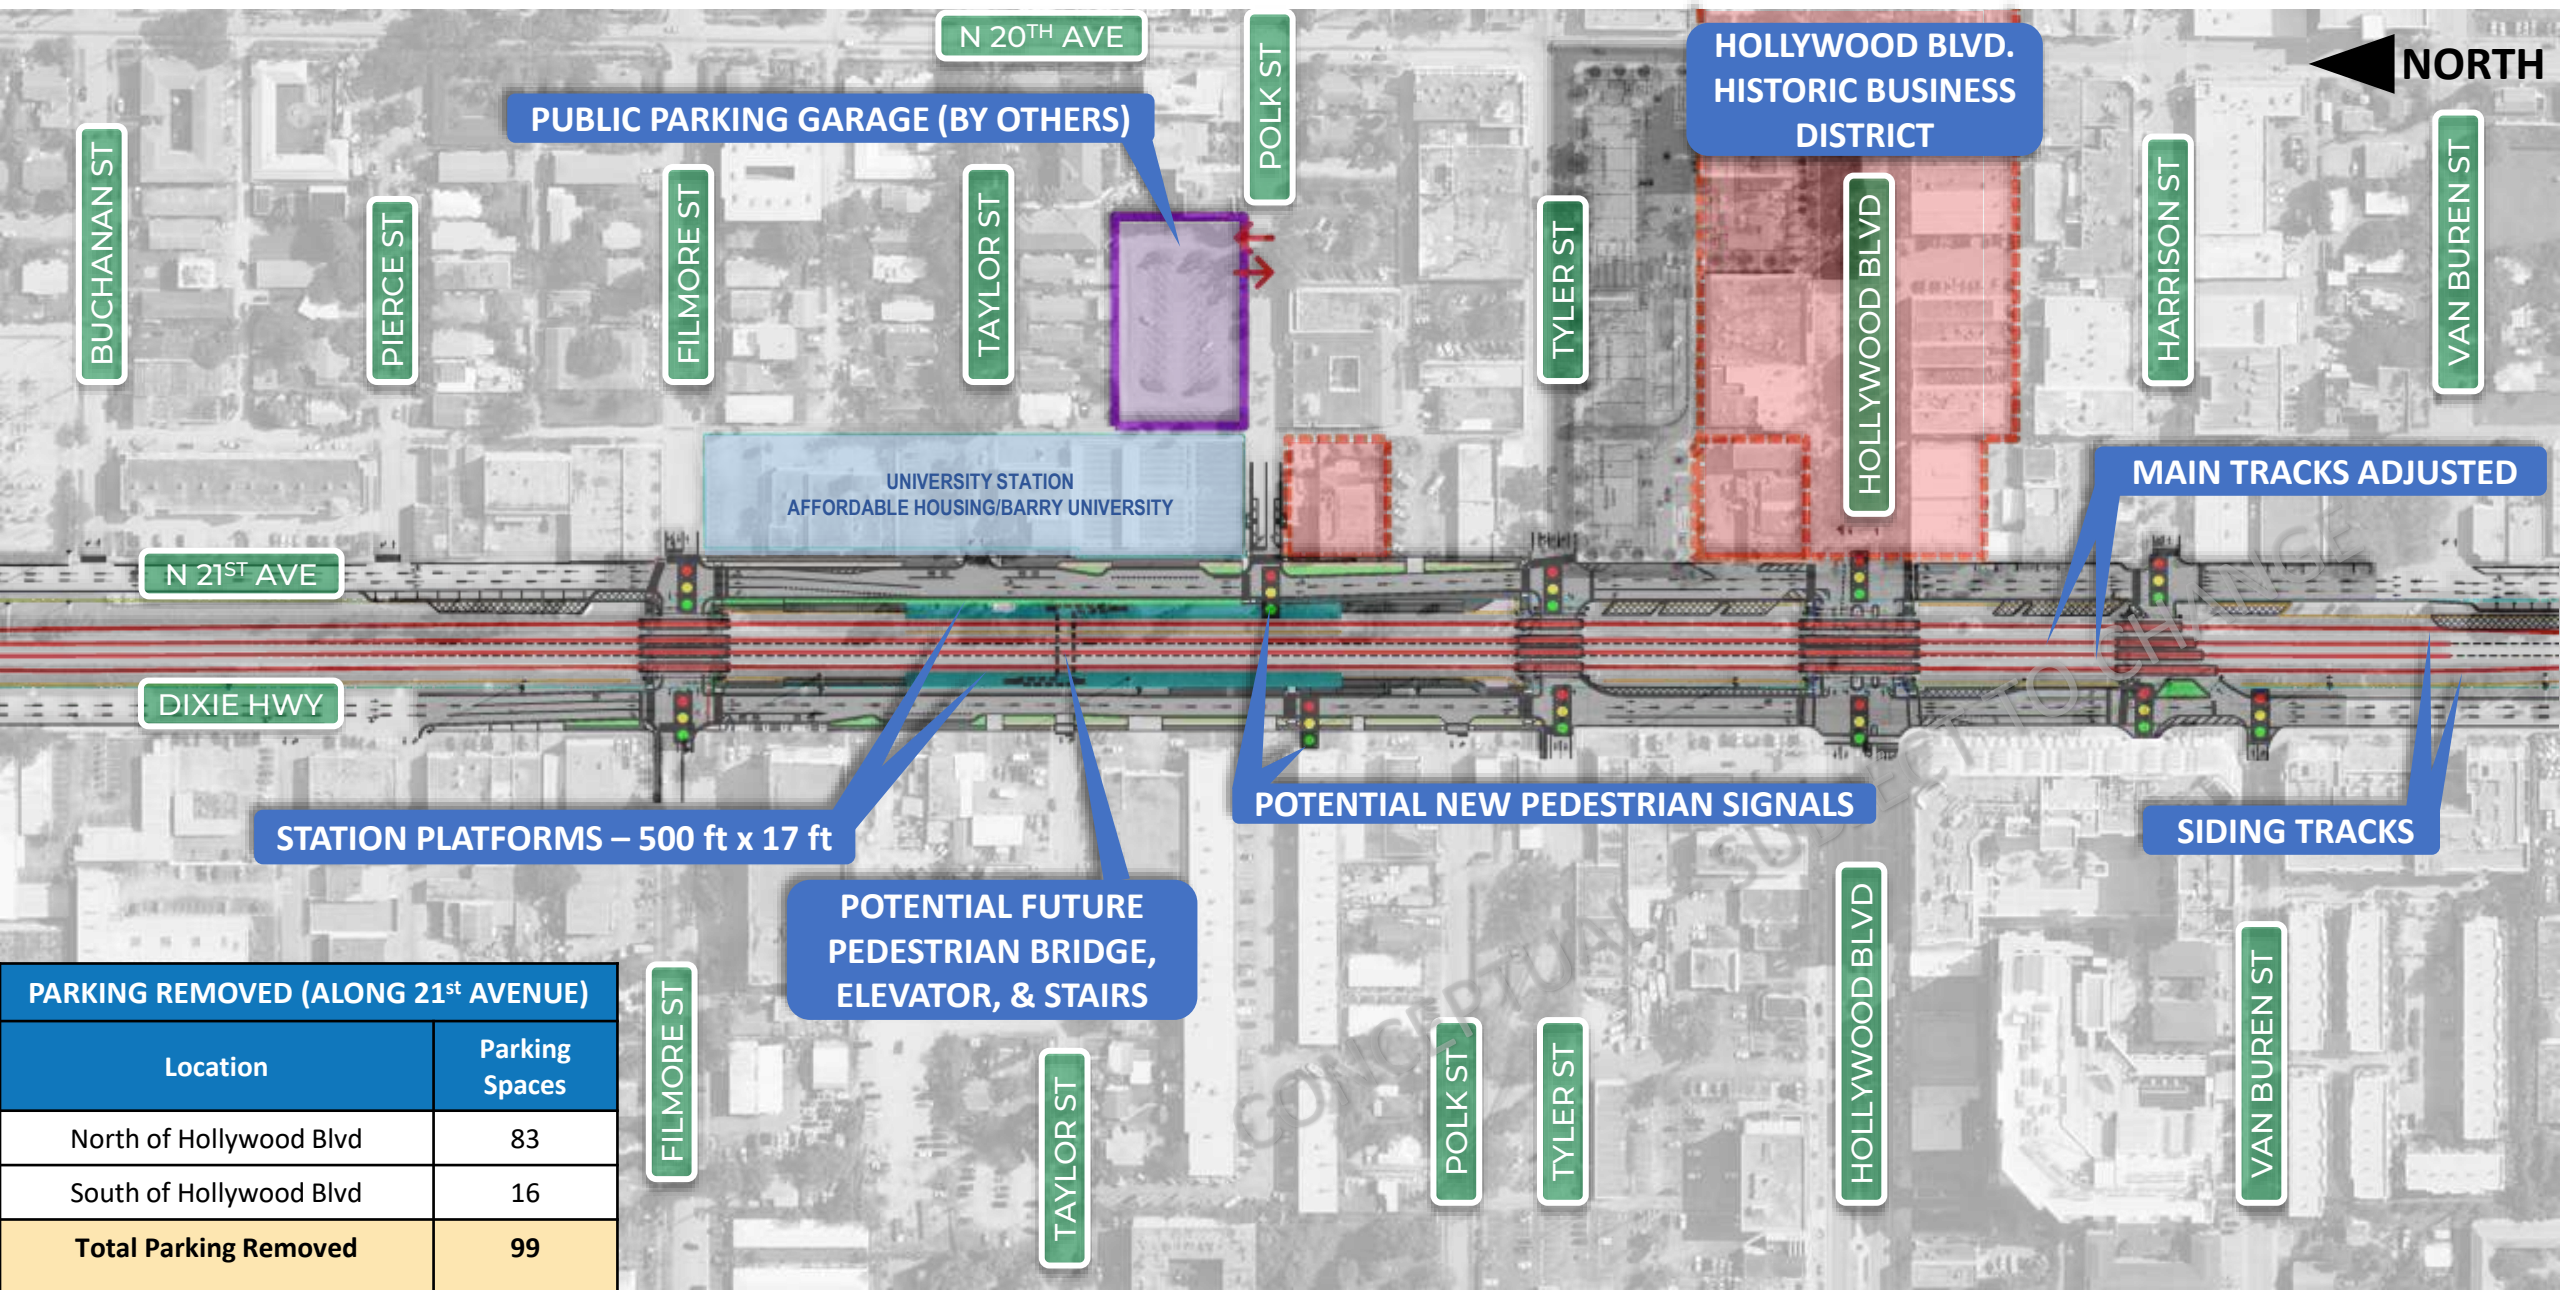 N 20TH AVE
POLK ST
HOLLYWOOD BLVD.
HISTORIC BUSINESS
DISTRICT
NORTH
PUBLIC PARKING GARAGE (BY OTHERS)
BUCHANAN ST
PIERCE ST
FILMORE ST
TAYLOR ST
TYLER ST
HOLLYWOOD BLVD
HARRISON ST
VAN BUREN ST
UNIVERSITY STATION
AFFORDABLE HOUSING/BARRY UNIVERSITY
MAIN TRACKS ADJUSTED
N 21ST AVE
DIXIE HWY
STATION PLATFORMS – 500 ft x 17 ft
POTENTIAL NEW PEDESTRIAN SIGNALS
SIDING TRACKS
POTENTIAL FUTURE
PEDESTRIAN BRIDGE,
ELEVATOR, & STAIRS
CONCEPTUAL SUBJECT TO CHANGE
FILMORE ST
TAYLOR ST
POLK ST
TYLER ST
HOLLYWOOD BLVD
VAN BUREN ST
PARKING REMOVED (ALONG 21st AVENUE)
Location
Parking
Spaces
North of Hollywood Blvd 83
South of Hollywood Blvd 16
Total Parking Removed 99